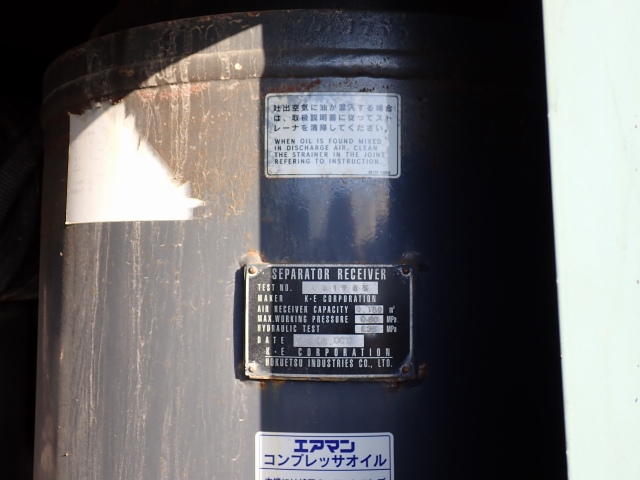 吐出空気に油が混入する場合
は、取扱説明書に従ってスト
レーナを清掃してください。
WHEN OIL IS FOUND MIXED
IN DISCHARGE AIR, CLEAN
THE STRAINER IN THE JOINT
REFERING TO INSTRUCTION.
SEPARATOR RECEIVER
TEST NO.
MAKER K·E CORPORATION
AIR RECEIVER CAPACITY m³
MAX. WORKING PRESSURE MPa
HYDRAULIC TEST MPa
DATE
K·E CORPORATION
HOKUETSU INDUSTRIES CO., LTD.
エアマン
コンプレッサオイル